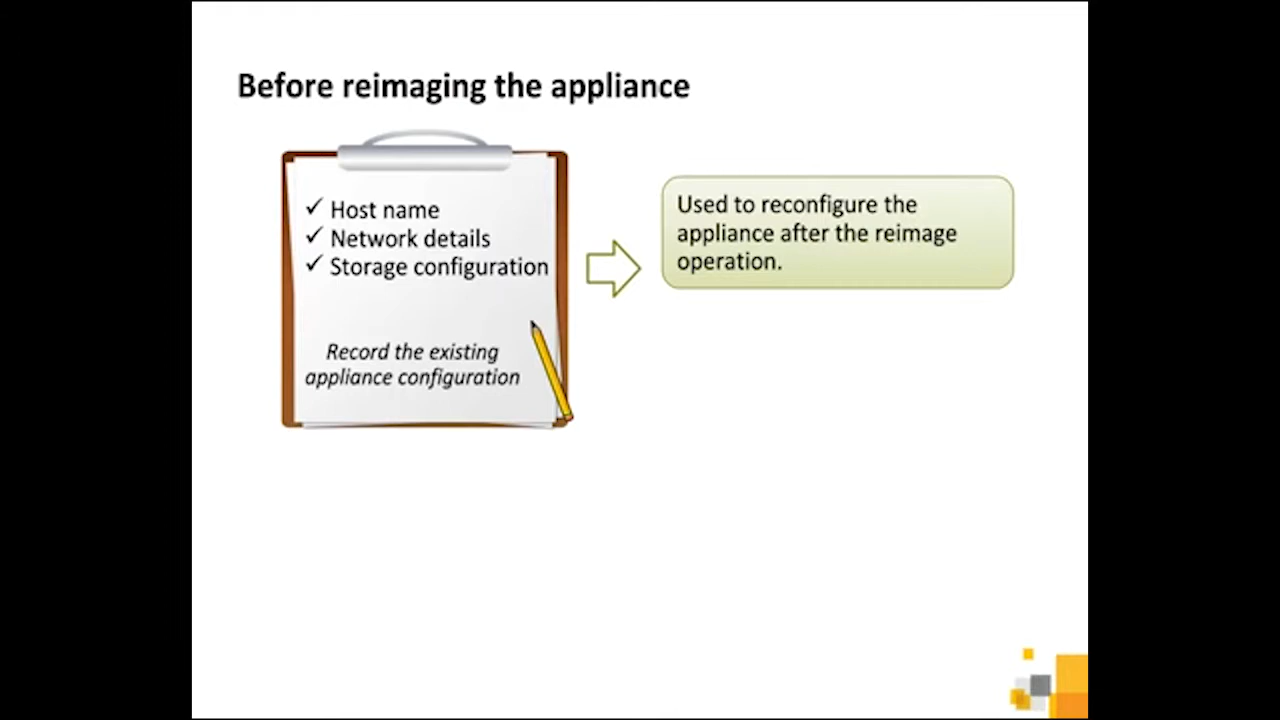 Before reimaging the appliance
✓ Host name
✓ Network details
✓ Storage configuration
Record the existing
appliance configuration
Used to reconfigure the
appliance after the reimage
operation.